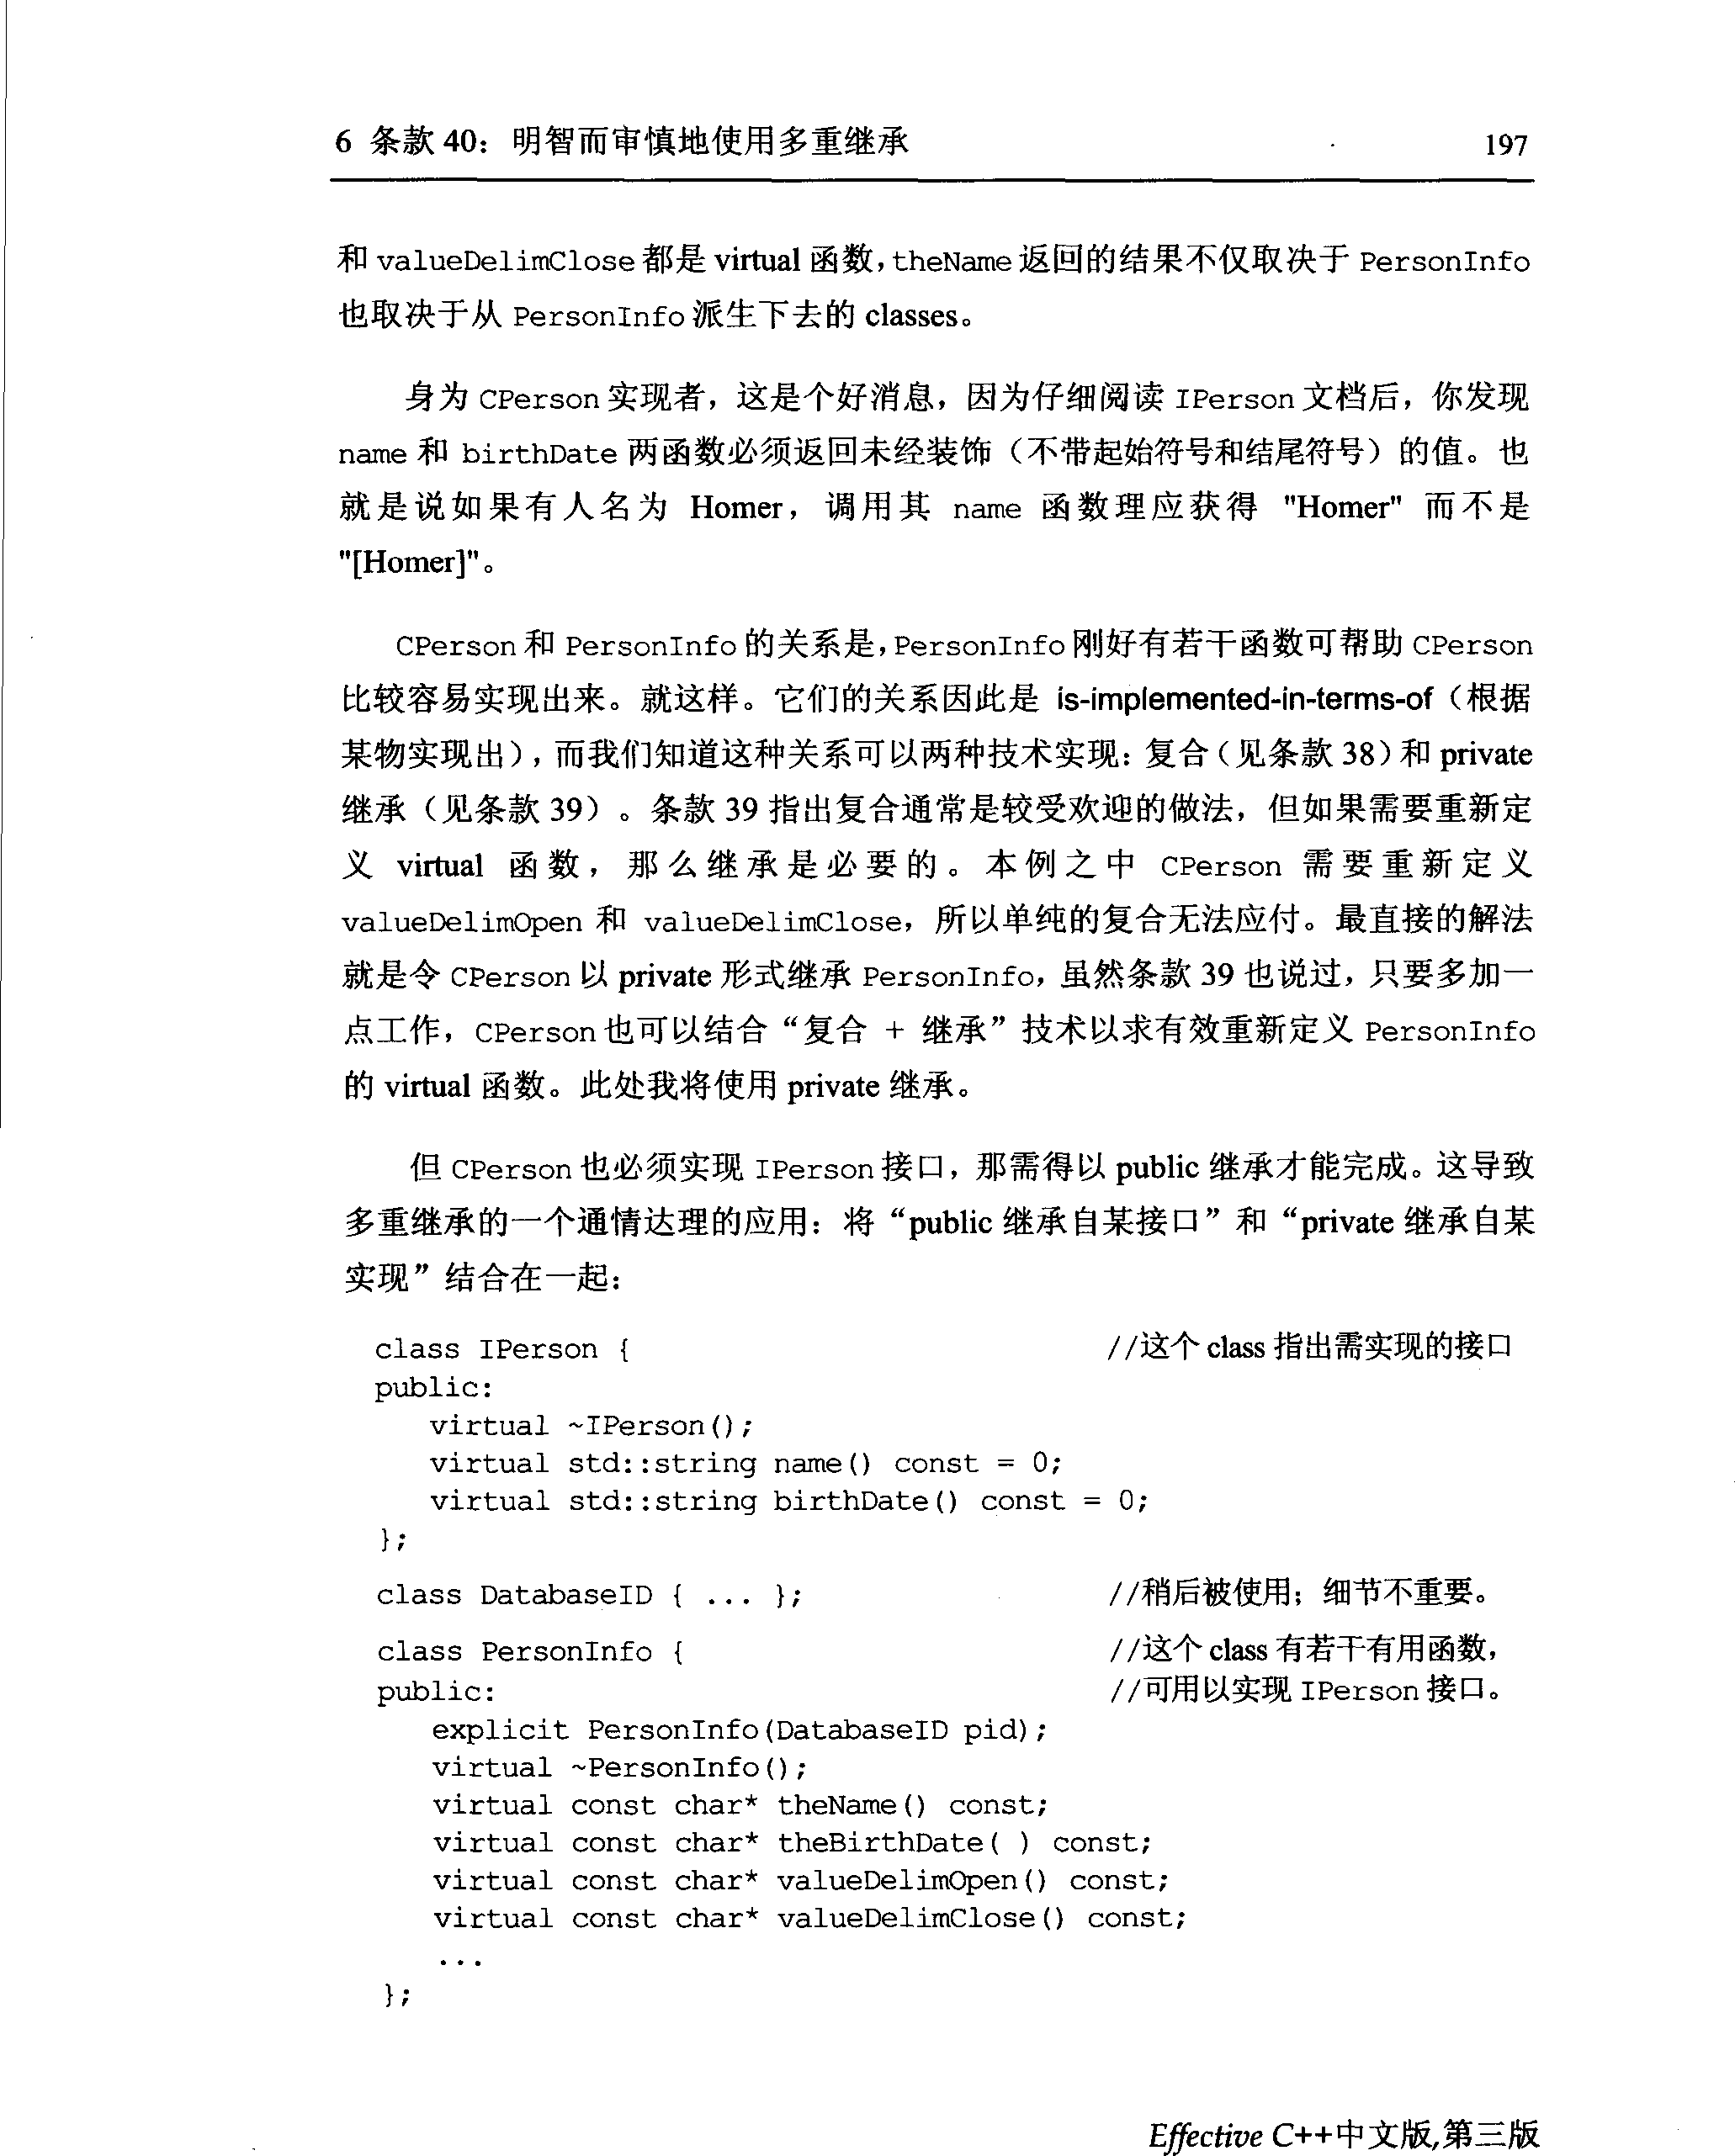 6 条款 40：明智而审慎地使用多重继承 197
和 valueDelimClose 都是 virtual 函数，theName 返回的结果不仅取决于 PersonInfo
也取决于从 PersonInfo 派生下去的 classes。
身为 CPerson 实现者，这是个好消息，因为仔细阅读 IPerson 文档后，你发现
name 和 birthDate 两函数必须返回未经装饰（不带起始符号和结尾符号）的值。也
就是说如果有人名为 Homer，调用其 name 函数理应获得 "Homer" 而不是
"[Homer]"。
CPerson 和 PersonInfo 的关系是，PersonInfo 刚好有若干函数可帮助 CPerson
比较容易实现出来。就这样。它们的关系因此是 is-implemented-in-terms-of（根据
某物实现出），而我们知道这种关系可以两种技术实现：复合（见条款 38）和 private
继承（见条款 39）。条款 39 指出复合通常是较受欢迎的做法，但如果需要重新定
义 virtual 函数，那么继承是必要的。本例之中 CPerson 需要重新定义
valueDelimOpen 和 valueDelimClose，所以单纯的复合无法应付。最直接的解法
就是令 CPerson 以 private 形式继承 PersonInfo，虽然条款 39 也说过，只要多加一
点工作，CPerson 也可以结合“复合 + 继承”技术以求有效重新定义 PersonInfo
的 virtual 函数。此处我将使用 private 继承。
但 CPerson 也必须实现 IPerson 接口，那需得以 public 继承才能完成。这导致
多重继承的一个通情达理的应用：将“public 继承自某接口”和“private 继承自某
实现”结合在一起：
class IPerson { //这个 class 指出需实现的接口
public:
virtual ~IPerson();
virtual std::string name() const = 0;
virtual std::string birthDate() const = 0;
};
class DatabaseID { ... }; //稍后被使用；细节不重要。
class PersonInfo { //这个 class 有若干有用函数，
public: //可用以实现 IPerson 接口。
explicit PersonInfo(DatabaseID pid);
virtual ~PersonInfo();
virtual const char* theName() const;
virtual const char* theBirthDate( ) const;
virtual const char* valueDelimOpen() const;
virtual const char* valueDelimClose() const;
...
};
Effective C++中文版,第三版